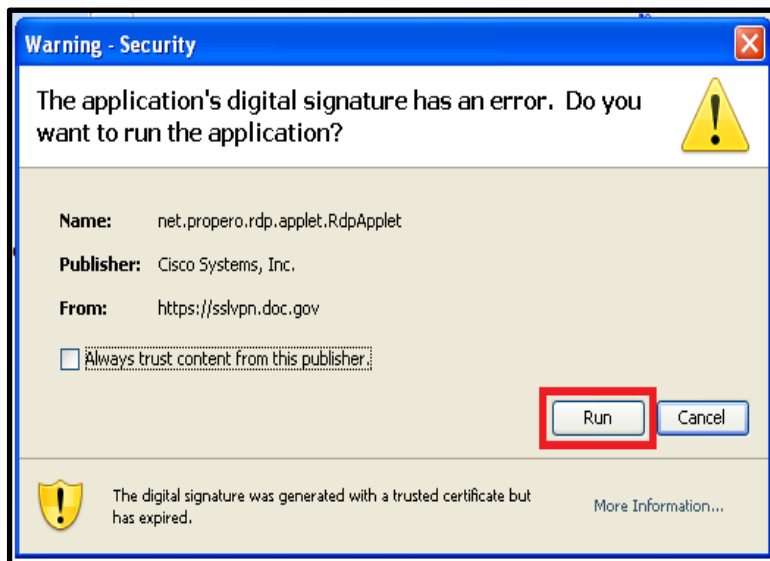 Warning - Security
The application's digital signature has an error. Do you
want to run the application?
Name: net.propero.rdp.applet.RdpApplet
Publisher: Cisco Systems, Inc.
From: https://sslvpn.doc.gov
Always trust content from this publisher.
Run Cancel
The digital signature was generated with a trusted certificate but
has expired.
More Information...